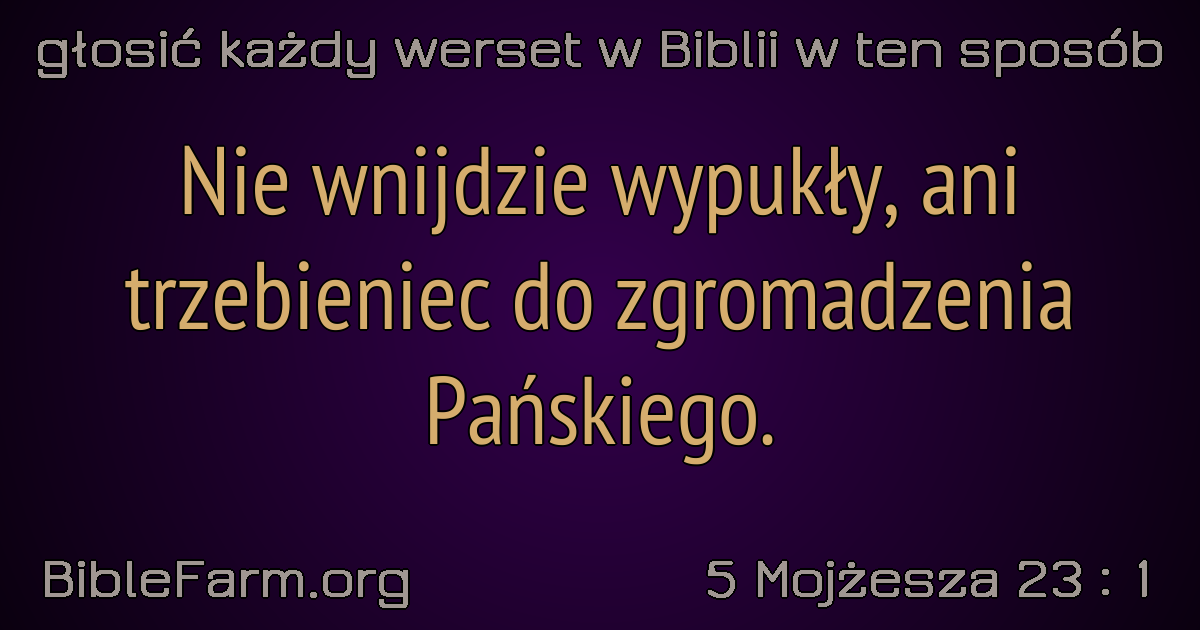 głosić każdy werset w Biblii w ten sposób
Nie wnijdzie wypukły, ani
trzebieniec do zgromadzenia
Pańskiego.
BibleFarm.org
5 Mojżesza 23 : 1